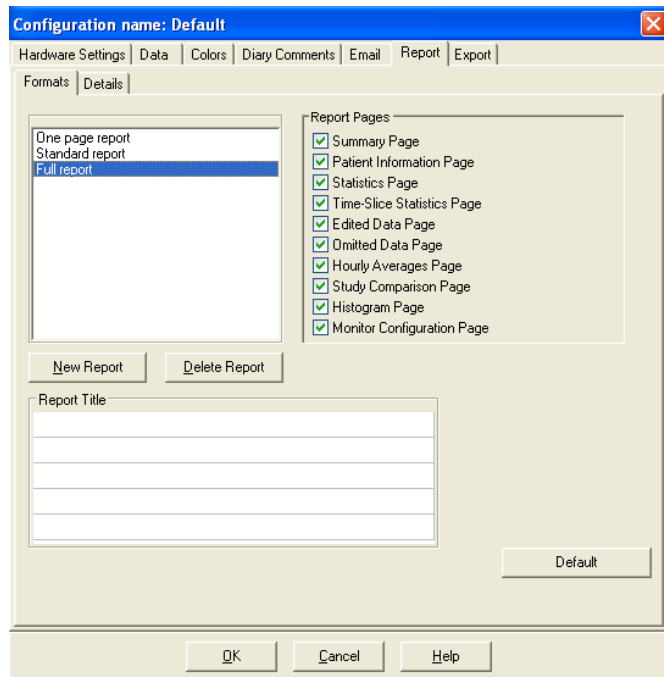 Configuration name: Default
Hardware Settings Data Colors Diary Comments Email Report Export
Formats Details
One page report
Standard report
Full report
Report Pages
Summary Page
Patient Information Page
Statistics Page
Time-Slice Statistics Page
Edited Data Page
Omitted Data Page
Hourly Averages Page
Study Comparison Page
Histogram Page
Monitor Configuration Page
New Report Delete Report
Report Title
Default
OK Cancel Help